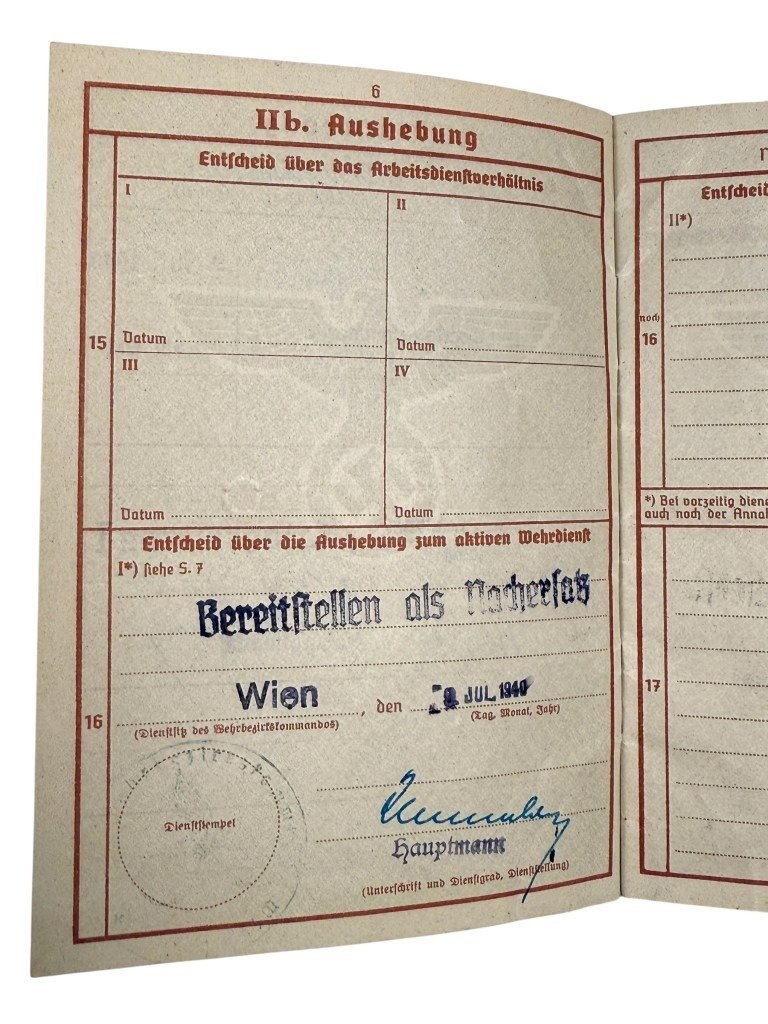 6
IIb. Aushebung
Entscheid über das Arbeitsdienstverhältnis
I
II
Datum
Datum
15
III
IV
Datum
Datum
Entscheid über die Aushebung zum aktiven Wehrdienst
I*) siehe S. 7
Bereitstellen als Nachersatz
Wien, den 9. JUL. 1940
(Dienstsitz des Wehrbezirkskommandos)
(Tag, Monat, Jahr)
16
Dienststempel
Hauptmann
(Unterschrift und Dienstgrad, Dienststellung)
Entscheid
II*)
noch
16
*) Bei vorzeitig diene
auch noch der Annah
17